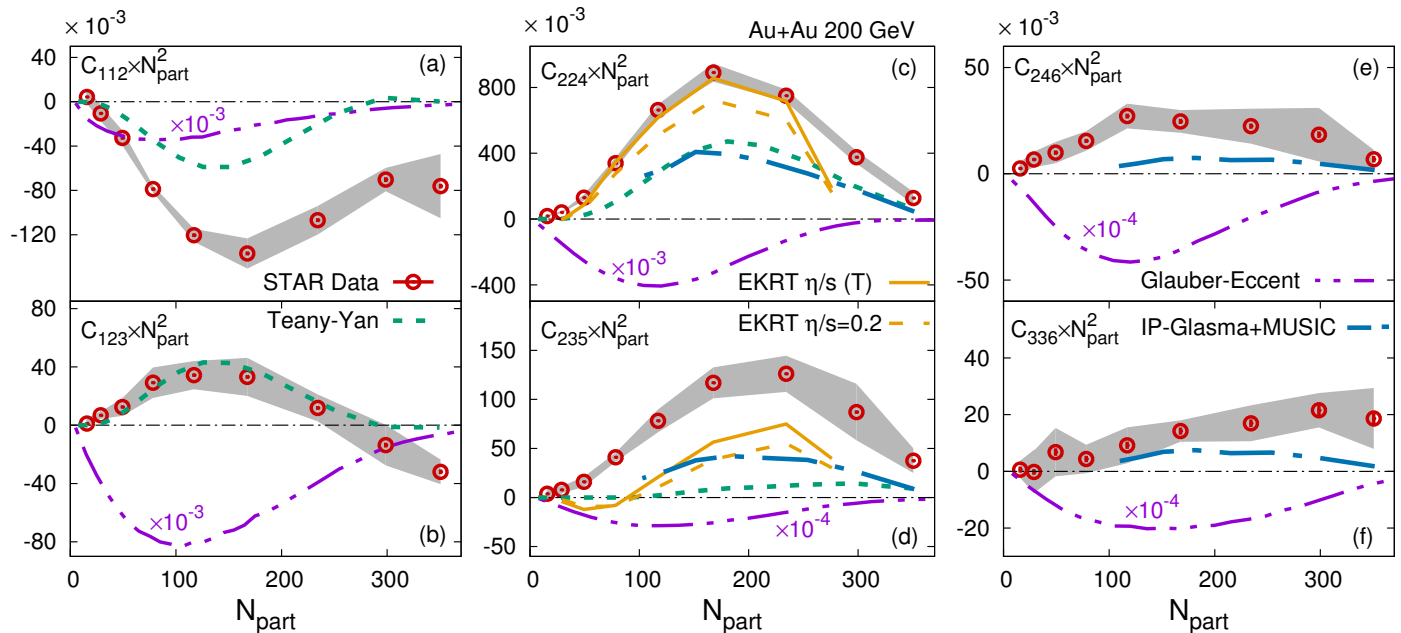 × 10⁻³
40
0
-40
-80
-120
C₁₁₂×N²part
(a)
×10⁻³
STAR Data
80
40
0
-40
-80
C₁₂₃×N²part
Teany-Yan
×10⁻³
(b)
0 100 200 300
Npart
× 10⁻³
Au+Au 200 GeV
800
400
0
-400
C₂₂₄×N²part
(c)
×10⁻³
EKRT η/s (T)
150
100
50
0
-50
C₂₃₅×N²part
EKRT η/s=0.2
×10⁻⁴
(d)
0 100 200 300
Npart
× 10⁻³
50
0
-50
C₂₄₆×N²part
(e)
×10⁻⁴
Glauber-Eccent
40
20
0
-20
C₃₃₆×N²part
IP-Glasma+MUSIC
×10⁻⁴
(f)
0 100 200 300
Npart